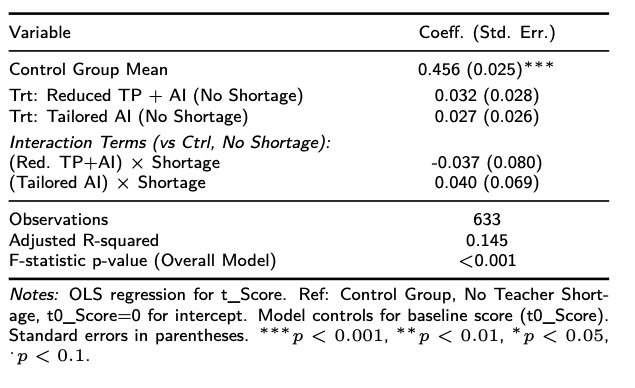 Variable Coeff. (Std. Err.)
Control Group Mean 0.456 (0.025)***
Trt: Reduced TP + AI (No Shortage) 0.032 (0.028)
Trt: Tailored AI (No Shortage) 0.027 (0.026)
Interaction Terms (vs Ctrl, No Shortage):
(Red. TP+AI) × Shortage -0.037 (0.080)
(Tailored AI) × Shortage 0.040 (0.069)
Observations 633
Adjusted R-squared 0.145
F-statistic p-value (Overall Model) <0.001
Notes: OLS regression for t_Score. Ref: Control Group, No Teacher Short-
age, t0_Score=0 for intercept. Model controls for baseline score (t0_Score).
Standard errors in parentheses. ***p < 0.001, **p < 0.01, *p < 0.05,
·p < 0.1.